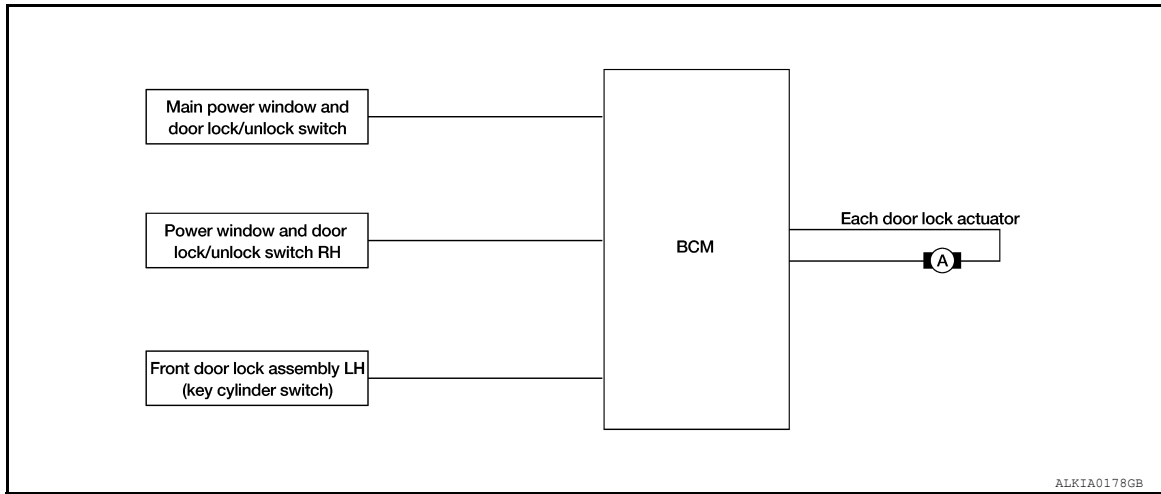 Main power window and
door lock/unlock switch
Power window and door
lock/unlock switch RH
Front door lock assembly LH
(key cylinder switch)
BCM
Each door lock actuator
A
ALKIA0178GB